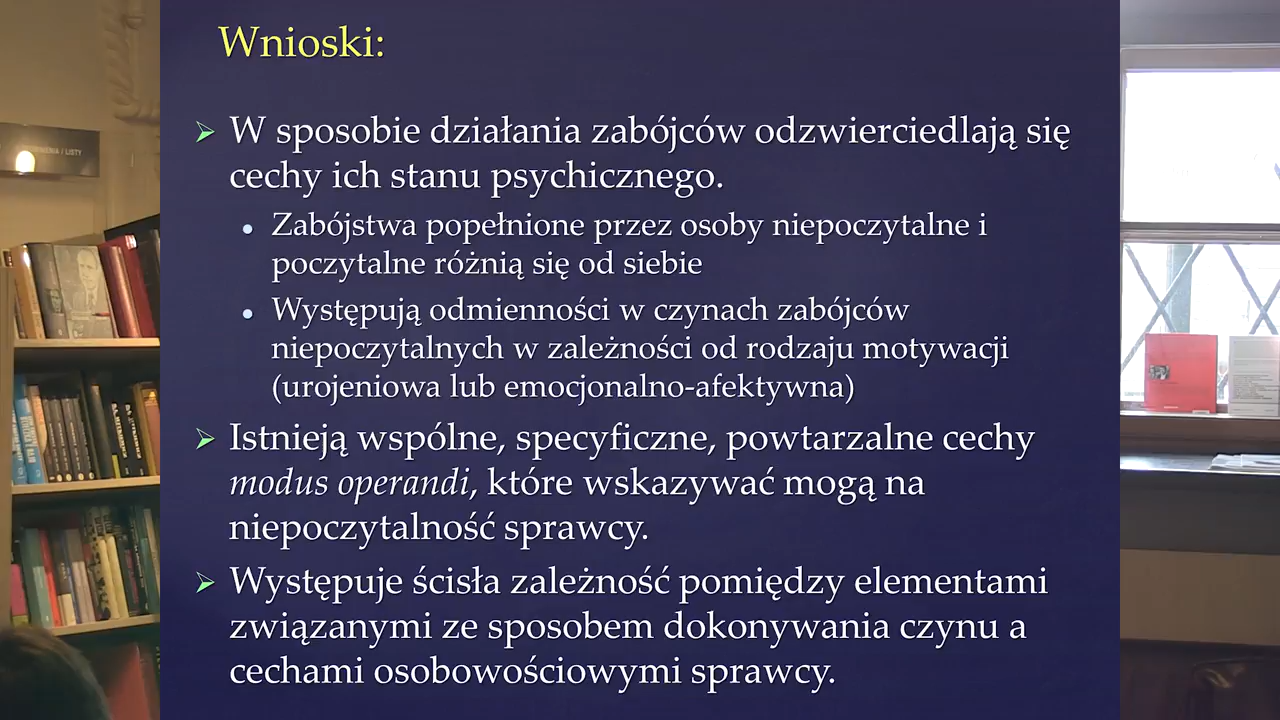 Wnioski:
W sposobie działania zabójców odzwierciedlają się
cechy ich stanu psychicznego.
Zabójstwa popełnione przez osoby niepoczytalne i
poczytalne różnią się od siebie
Występują odmienności w czynach zabójców
niepoczytalnych w zależności od rodzaju motywacji
(urojeniowa lub emocjonalno-afektywna)
Istnieją wspólne, specyficzne, powtarzalne cechy
modus operandi, które wskazywać mogą na
niepoczytalność sprawcy.
Występuje ścisła zależność pomiędzy elementami
związanymi ze sposobem dokonywania czynu a
cechami osobowościowymi sprawcy.
/ LISTY